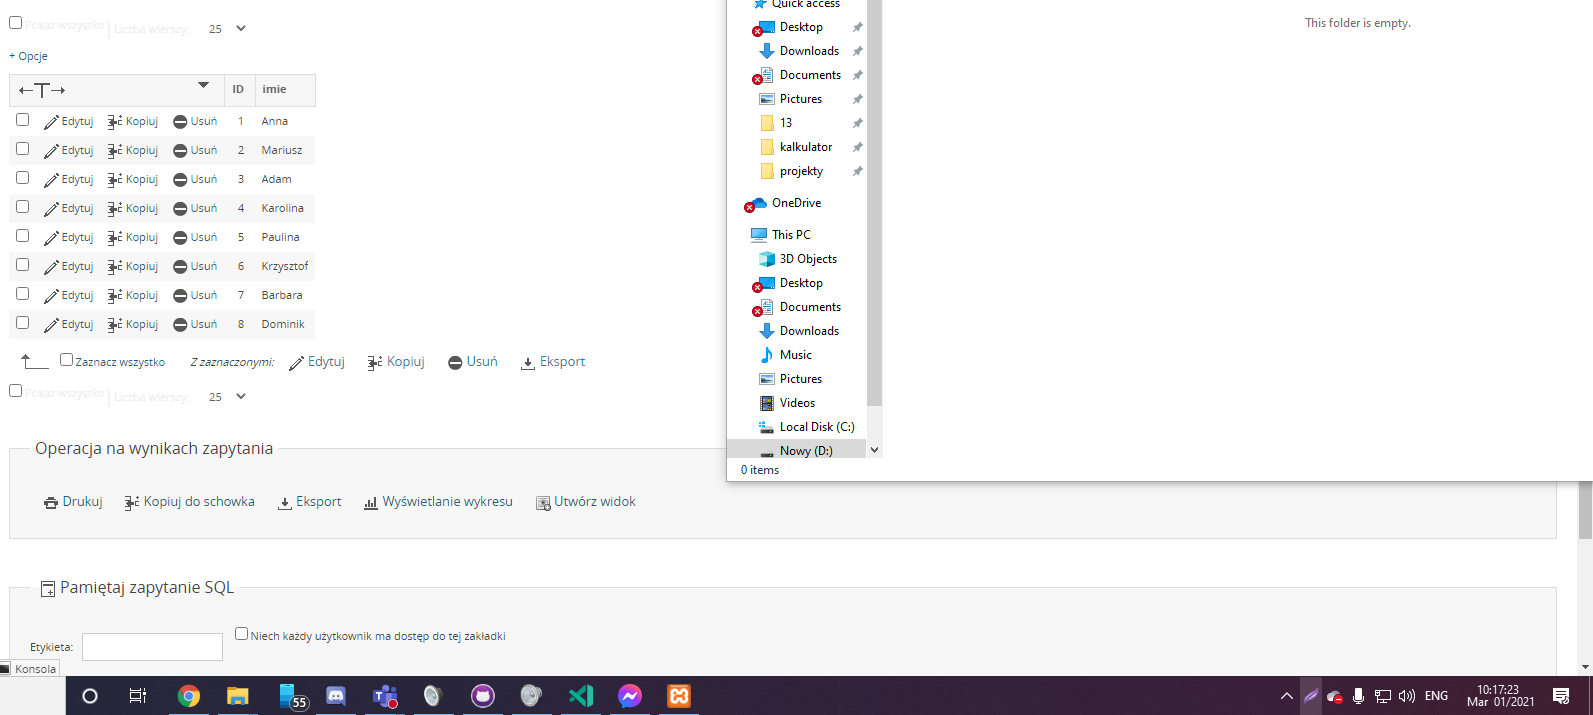 Pokaż wszystko Liczba wierszy: 25
+ Opcje
←T→ ID imie
Edytuj Kopiuj Usuń 1 Anna
Edytuj Kopiuj Usuń 2 Mariusz
Edytuj Kopiuj Usuń 3 Adam
Edytuj Kopiuj Usuń 4 Karolina
Edytuj Kopiuj Usuń 5 Paulina
Edytuj Kopiuj Usuń 6 Krzysztof
Edytuj Kopiuj Usuń 7 Barbara
Edytuj Kopiuj Usuń 8 Dominik
Zaznacz wszystko Z zaznaczonymi: Edytuj Kopiuj Usuń Eksport
Pokaż wszystko Liczba wierszy: 25
Operacja na wynikach zapytania
Drukuj Kopiuj do schowka Eksport Wyświetlanie wykresu Utwórz widok
Pamiętaj zapytanie SQL
Etykieta: Niech każdy użytkownik ma dostęp do tej zakładki
Konsola
Quick access
Desktop
Downloads
Documents
Pictures
13
kalkulator
projekty
OneDrive
This PC
3D Objects
Desktop
Documents
Downloads
Music
Pictures
Videos
Local Disk (C:)
Nowy (D:)
0 items
This folder is empty.
55
ENG
10:17:23
Mar 01/2021